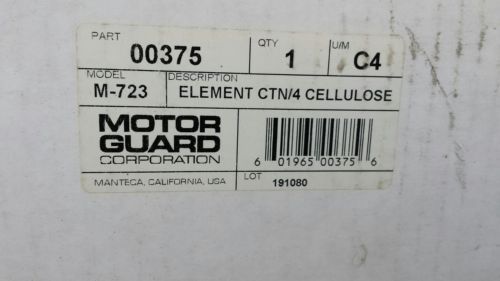 PART 00375 QTY 1 U/M C4
MODEL M-723 DESCRIPTION ELEMENT CTN/4 CELLULOSE
MOTOR
GUARD
CORPORATION
6 01965 00375 6
MANTECA, CALIFORNIA, USA LOT 191080